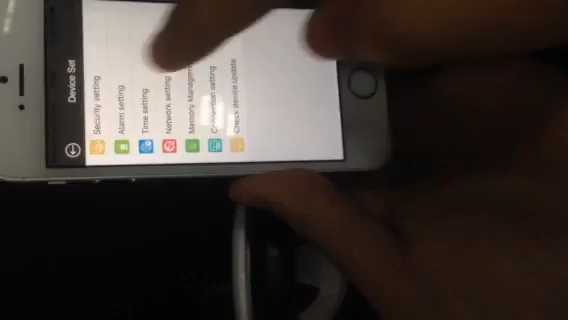 Device Set
Security setting
Alarm setting
Time setting
Network setting
Memory Managem
Connection setting
Check device update